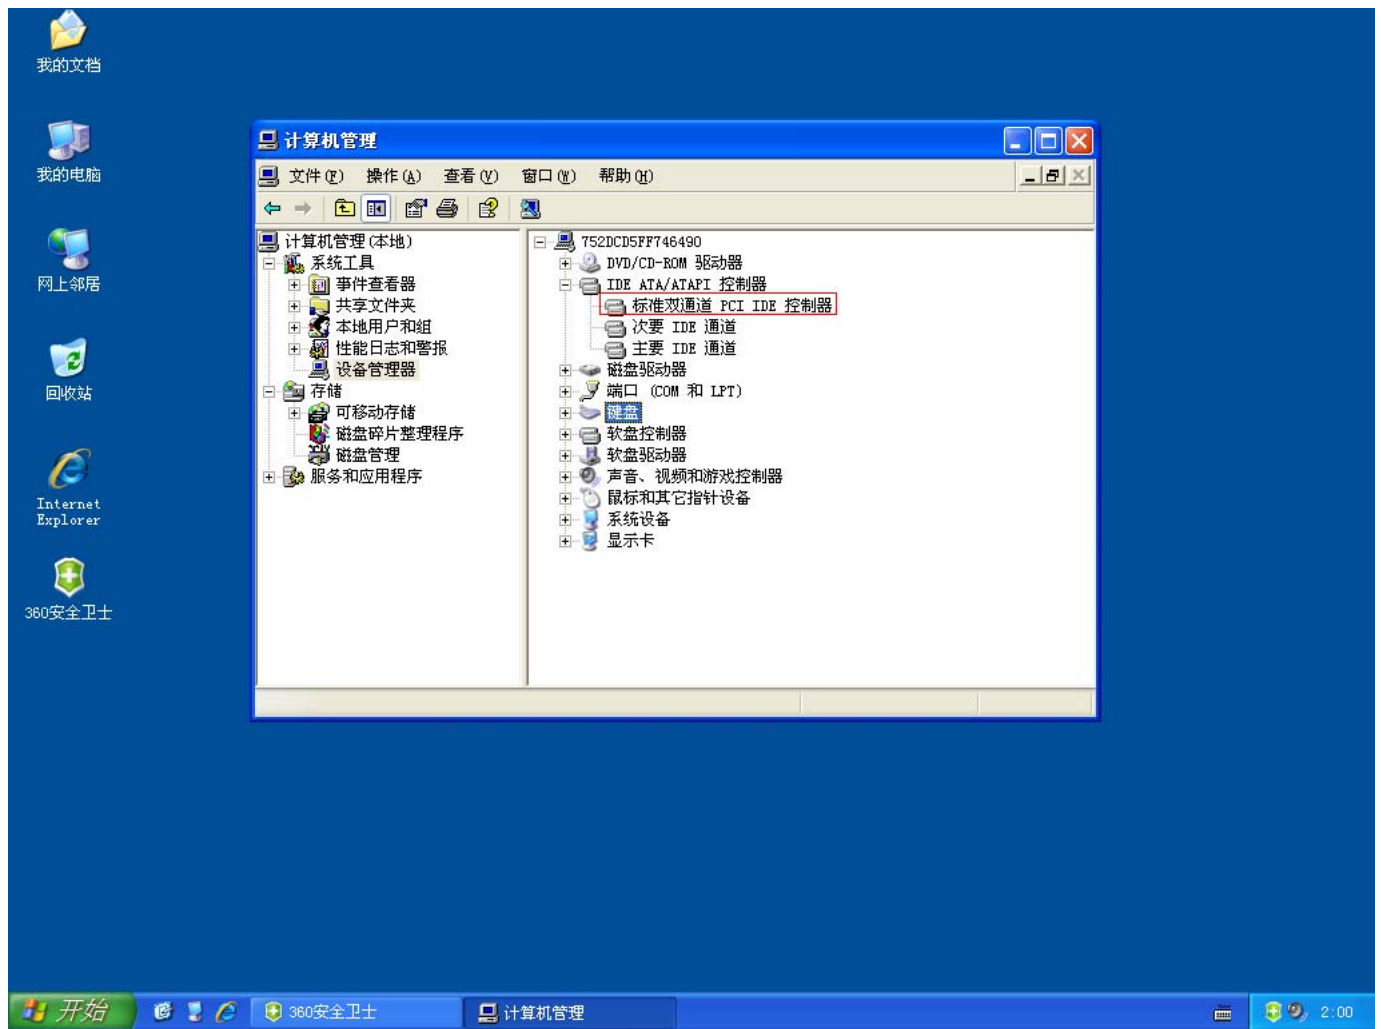 我的文档
我的电脑
网上邻居
回收站
Internet
Explorer
360安全卫士
计算机管理
文件(F) 操作(A) 查看(V) 窗口(W) 帮助(H)
计算机管理(本地)
系统工具
事件查看器
共享文件夹
本地用户和组
性能日志和警报
设备管理器
存储
可移动存储
磁盘碎片整理程序
磁盘管理
服务和应用程序
752DCD5FF746490
DVD/CD-ROM 驱动器
IDE ATA/ATAPI 控制器
标准双通道 PCI IDE 控制器
次要 IDE 通道
主要 IDE 通道
磁盘驱动器
端口 (COM 和 LPT)
键盘
软盘控制器
软盘驱动器
声音、视频和游戏控制器
鼠标和其它指针设备
系统设备
显示卡
开始
360安全卫士
计算机管理
2:00